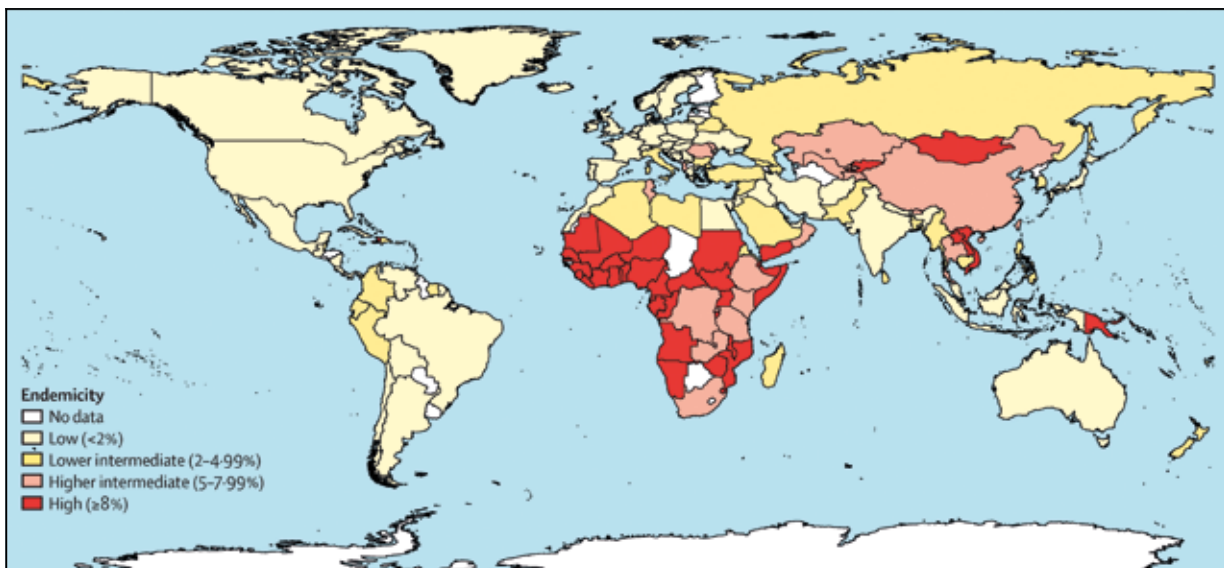 Endemicity
No data
Low (<2%)
Lower intermediate (2–4·99%)
Higher intermediate (5–7·99%)
High (≥8%)